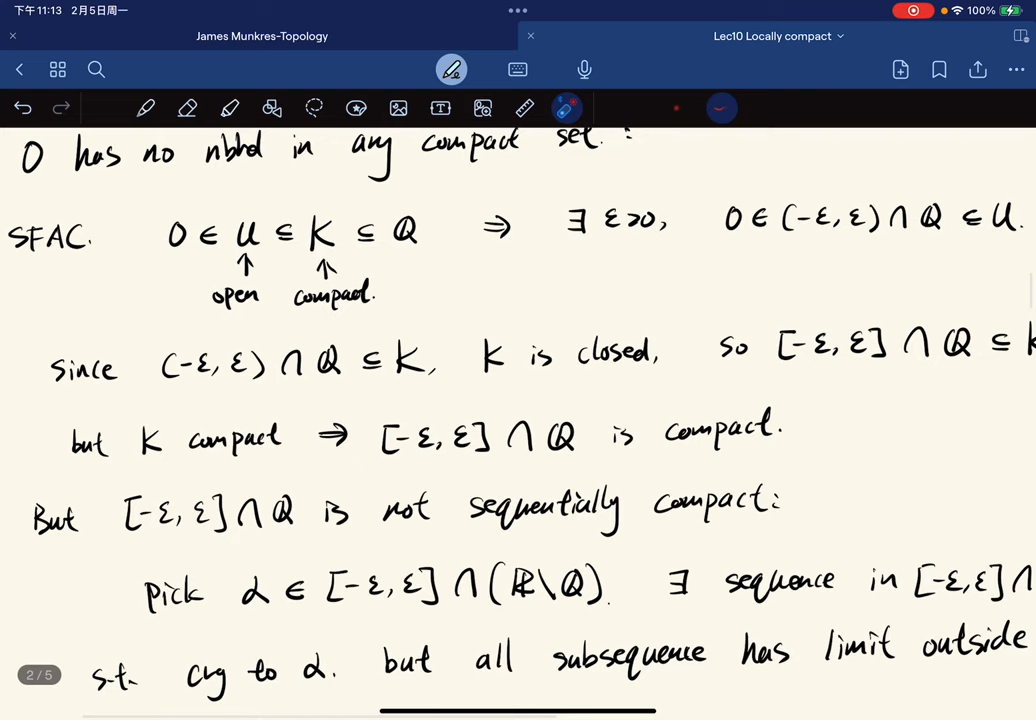 下午11:13 2月5日周一
100%
James Munkres-Topology
Lec10 Locally compact
0 has no nbhd in any compact set :
SFAC. 0 ∈ U ⊆ K ⊆ ℚ ⇒ ∃ ε>0, 0 ∈ (-ε, ε) ∩ ℚ ⊆ U.
↑ ↑
open compact.
since (-ε, ε) ∩ ℚ ⊆ K, K is closed, so [-ε, ε] ∩ ℚ ⊆ K
but K compact ⇒ [-ε, ε] ∩ ℚ is compact.
But [-ε, ε] ∩ ℚ is not sequentially compact:
pick α ∈ [-ε, ε] ∩ (ℝ\ℚ). ∃ sequence in [-ε, ε] ∩
s.t. cvg to α. but all subsequence has limit outside
2 / 5